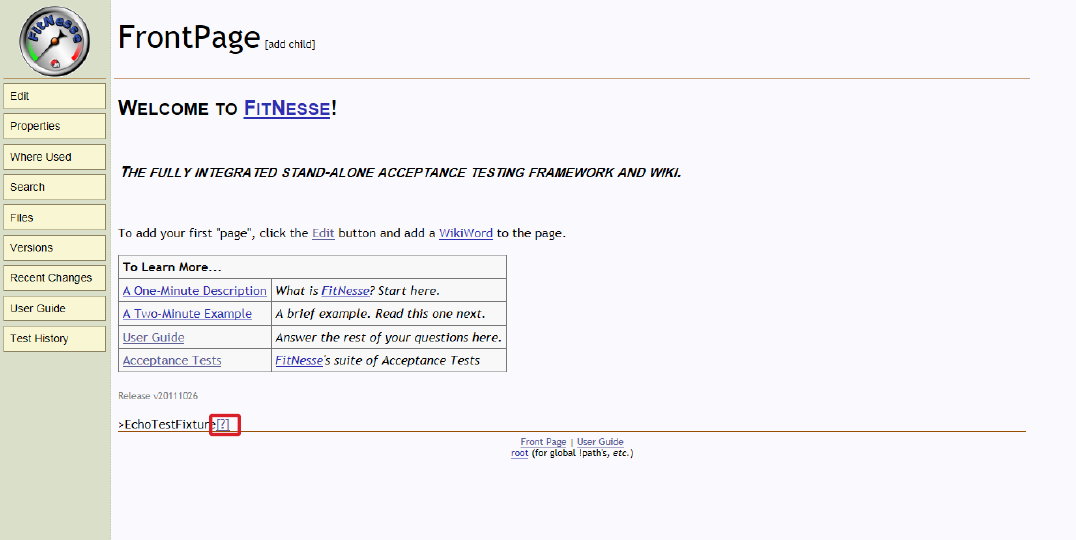 FitNesse
FrontPage [add child]
Edit
Properties
Where Used
Search
Files
Versions
Recent Changes
User Guide
Test History
WELCOME TO FITNESSE!
THE FULLY INTEGRATED STAND-ALONE ACCEPTANCE TESTING FRAMEWORK AND WIKI.
To add your first "page", click the Edit button and add a WikiWord to the page.
To Learn More...
A One-Minute Description What is FitNesse? Start here.
A Two-Minute Example A brief example. Read this one next.
User Guide Answer the rest of your questions here.
Acceptance Tests FitNesse's suite of Acceptance Tests
Release v20111026
>EchoTestFixture[?]
Front Page | User Guide
root (for global !path's, etc.)